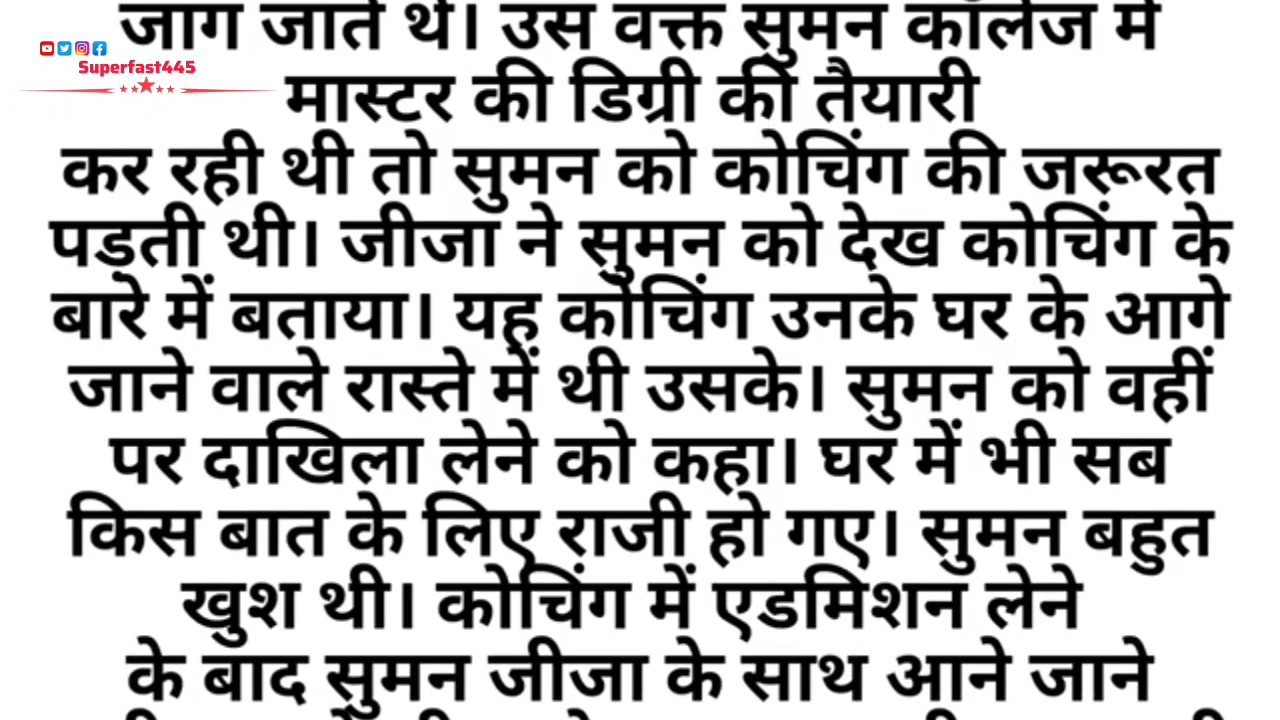 जाग जाते थे। उस वक्त सुमन कॉलेज में
Superfast445
मास्टर की डिग्री की तैयारी
कर रही थी तो सुमन को कोचिंग की जरूरत
पड़ती थी। जीजा ने सुमन को देख कोचिंग के
बारे में बताया। यह कोचिंग उनके घर के आगे
जाने वाले रास्ते में थी उसके। सुमन को वहीं
पर दाखिला लेने को कहा। घर में भी सब
किस बात के लिए राजी हो गए। सुमन बहुत
खुश थी। कोचिंग में एडमिशन लेने
के बाद सुमन जीजा के साथ आने जाने